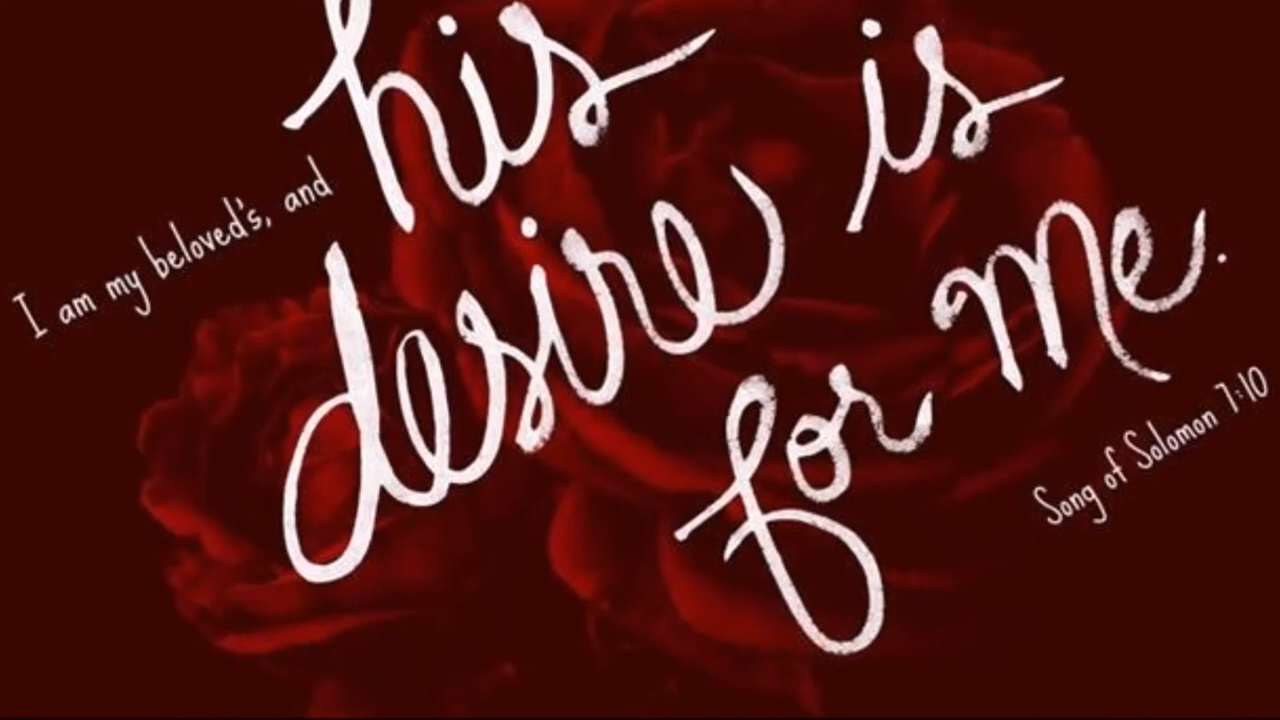 I am my beloved's, and
his
desire is
for me.
Song of Solomon 7:10